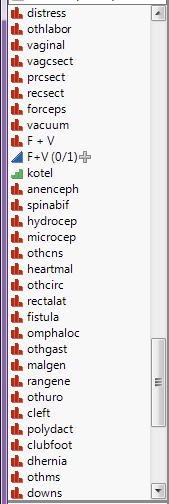 distress
othlabor
vaginal
vagcsect
prcsect
recsect
forceps
vacuum
F + V
F+V (0/1)
kotel
anenceph
spinabif
hydrocep
microcep
othcns
heartmal
othcirc
rectalat
fistula
omphaloc
othgast
malgen
rangene
othuro
cleft
polydact
clubfoot
dhernia
othms
downs